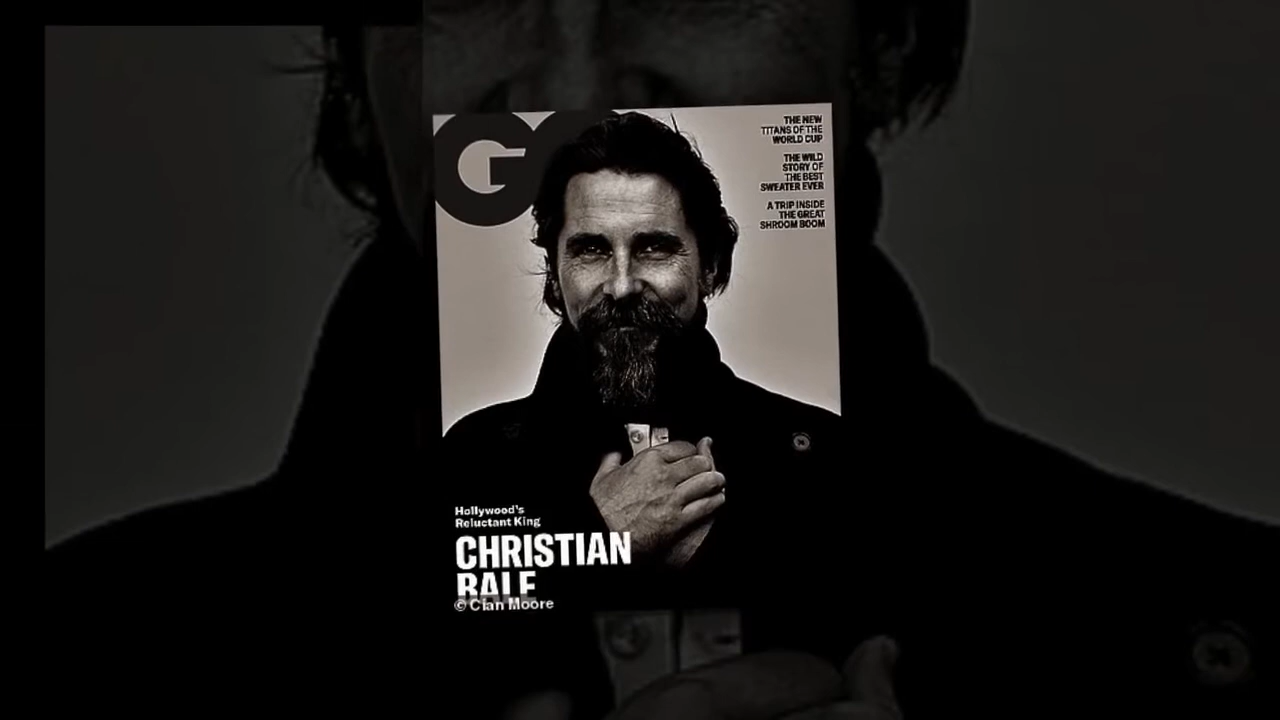 GQ
THE NEW
TITANS OF THE
WORLD CUP
THE WILD
STORY OF
THE BEST
SWEATER EVER
A TRIP INSIDE
THE GREAT
SHROOM BOOM
Hollywood's
Reluctant King
CHRISTIAN
BALE
© Cian Moore